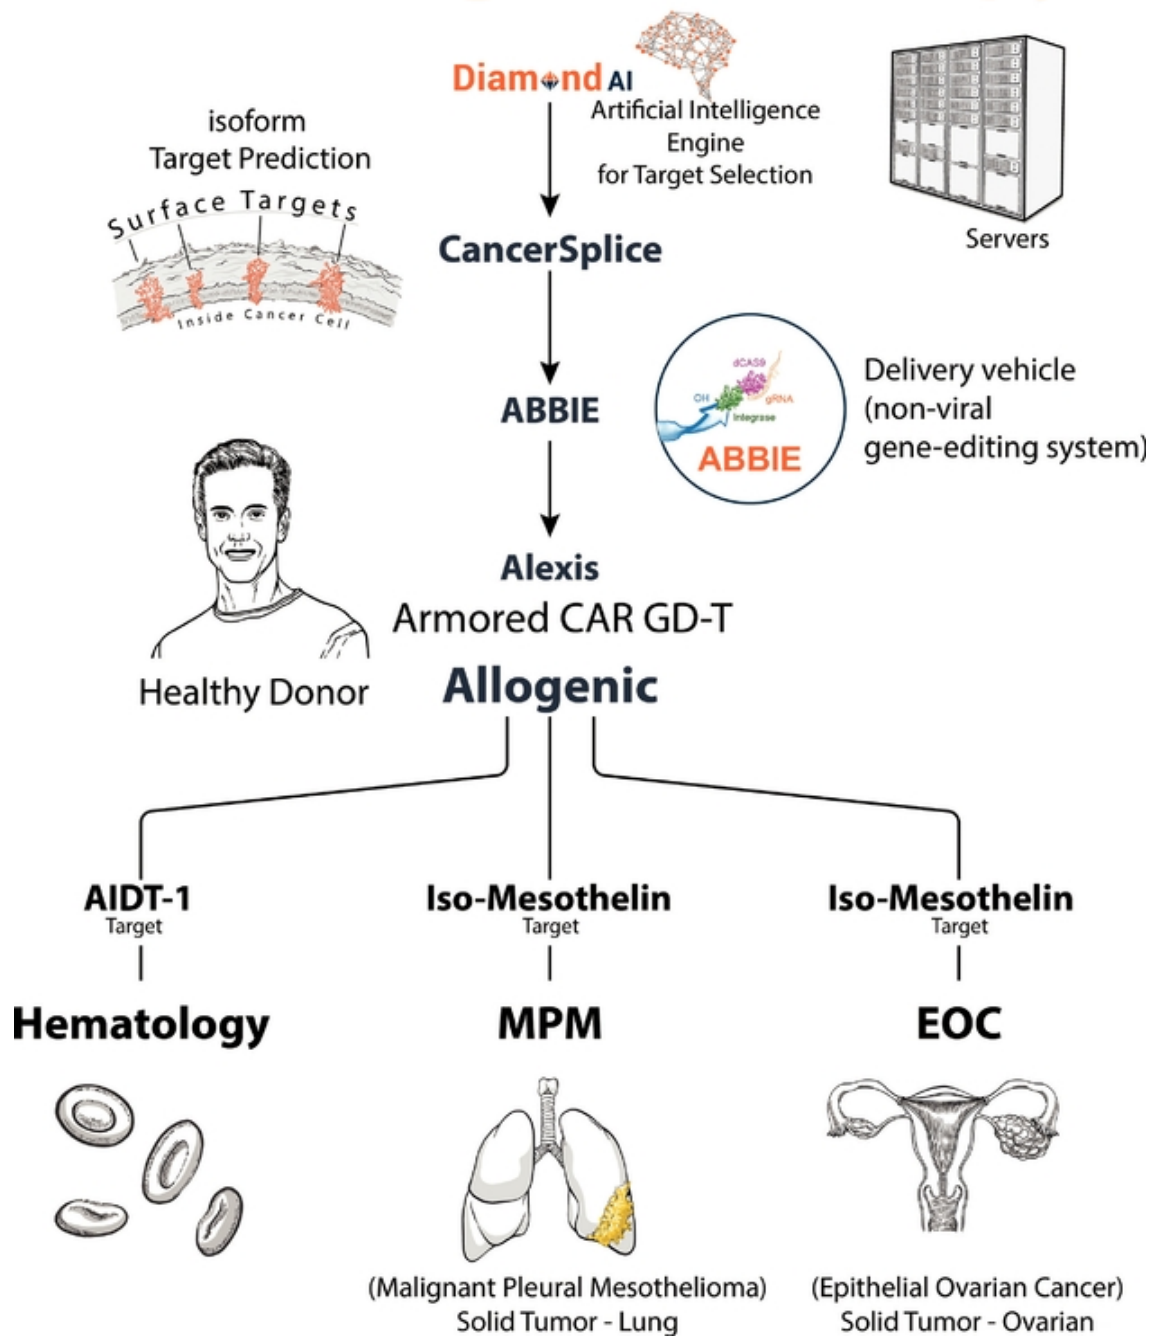 Diamond AI
Artificial Intelligence
Engine
for Target Selection
Servers
isoform
Target Prediction
Surface Targets
Inside Cancer Cell
CancerSplice
ABBIE
dCAS9
OH
gRNA
Integrase
ABBIE
Delivery vehicle
(non-viral
gene-editing system)
Alexis
Armored CAR GD-T
Allogenic
Healthy Donor
AIDT-1
Target
Hematology
Iso-Mesothelin
Target
MPM
(Malignant Pleural Mesothelioma)
Solid Tumor - Lung
Iso-Mesothelin
Target
EOC
(Epithelial Ovarian Cancer)
Solid Tumor - Ovarian